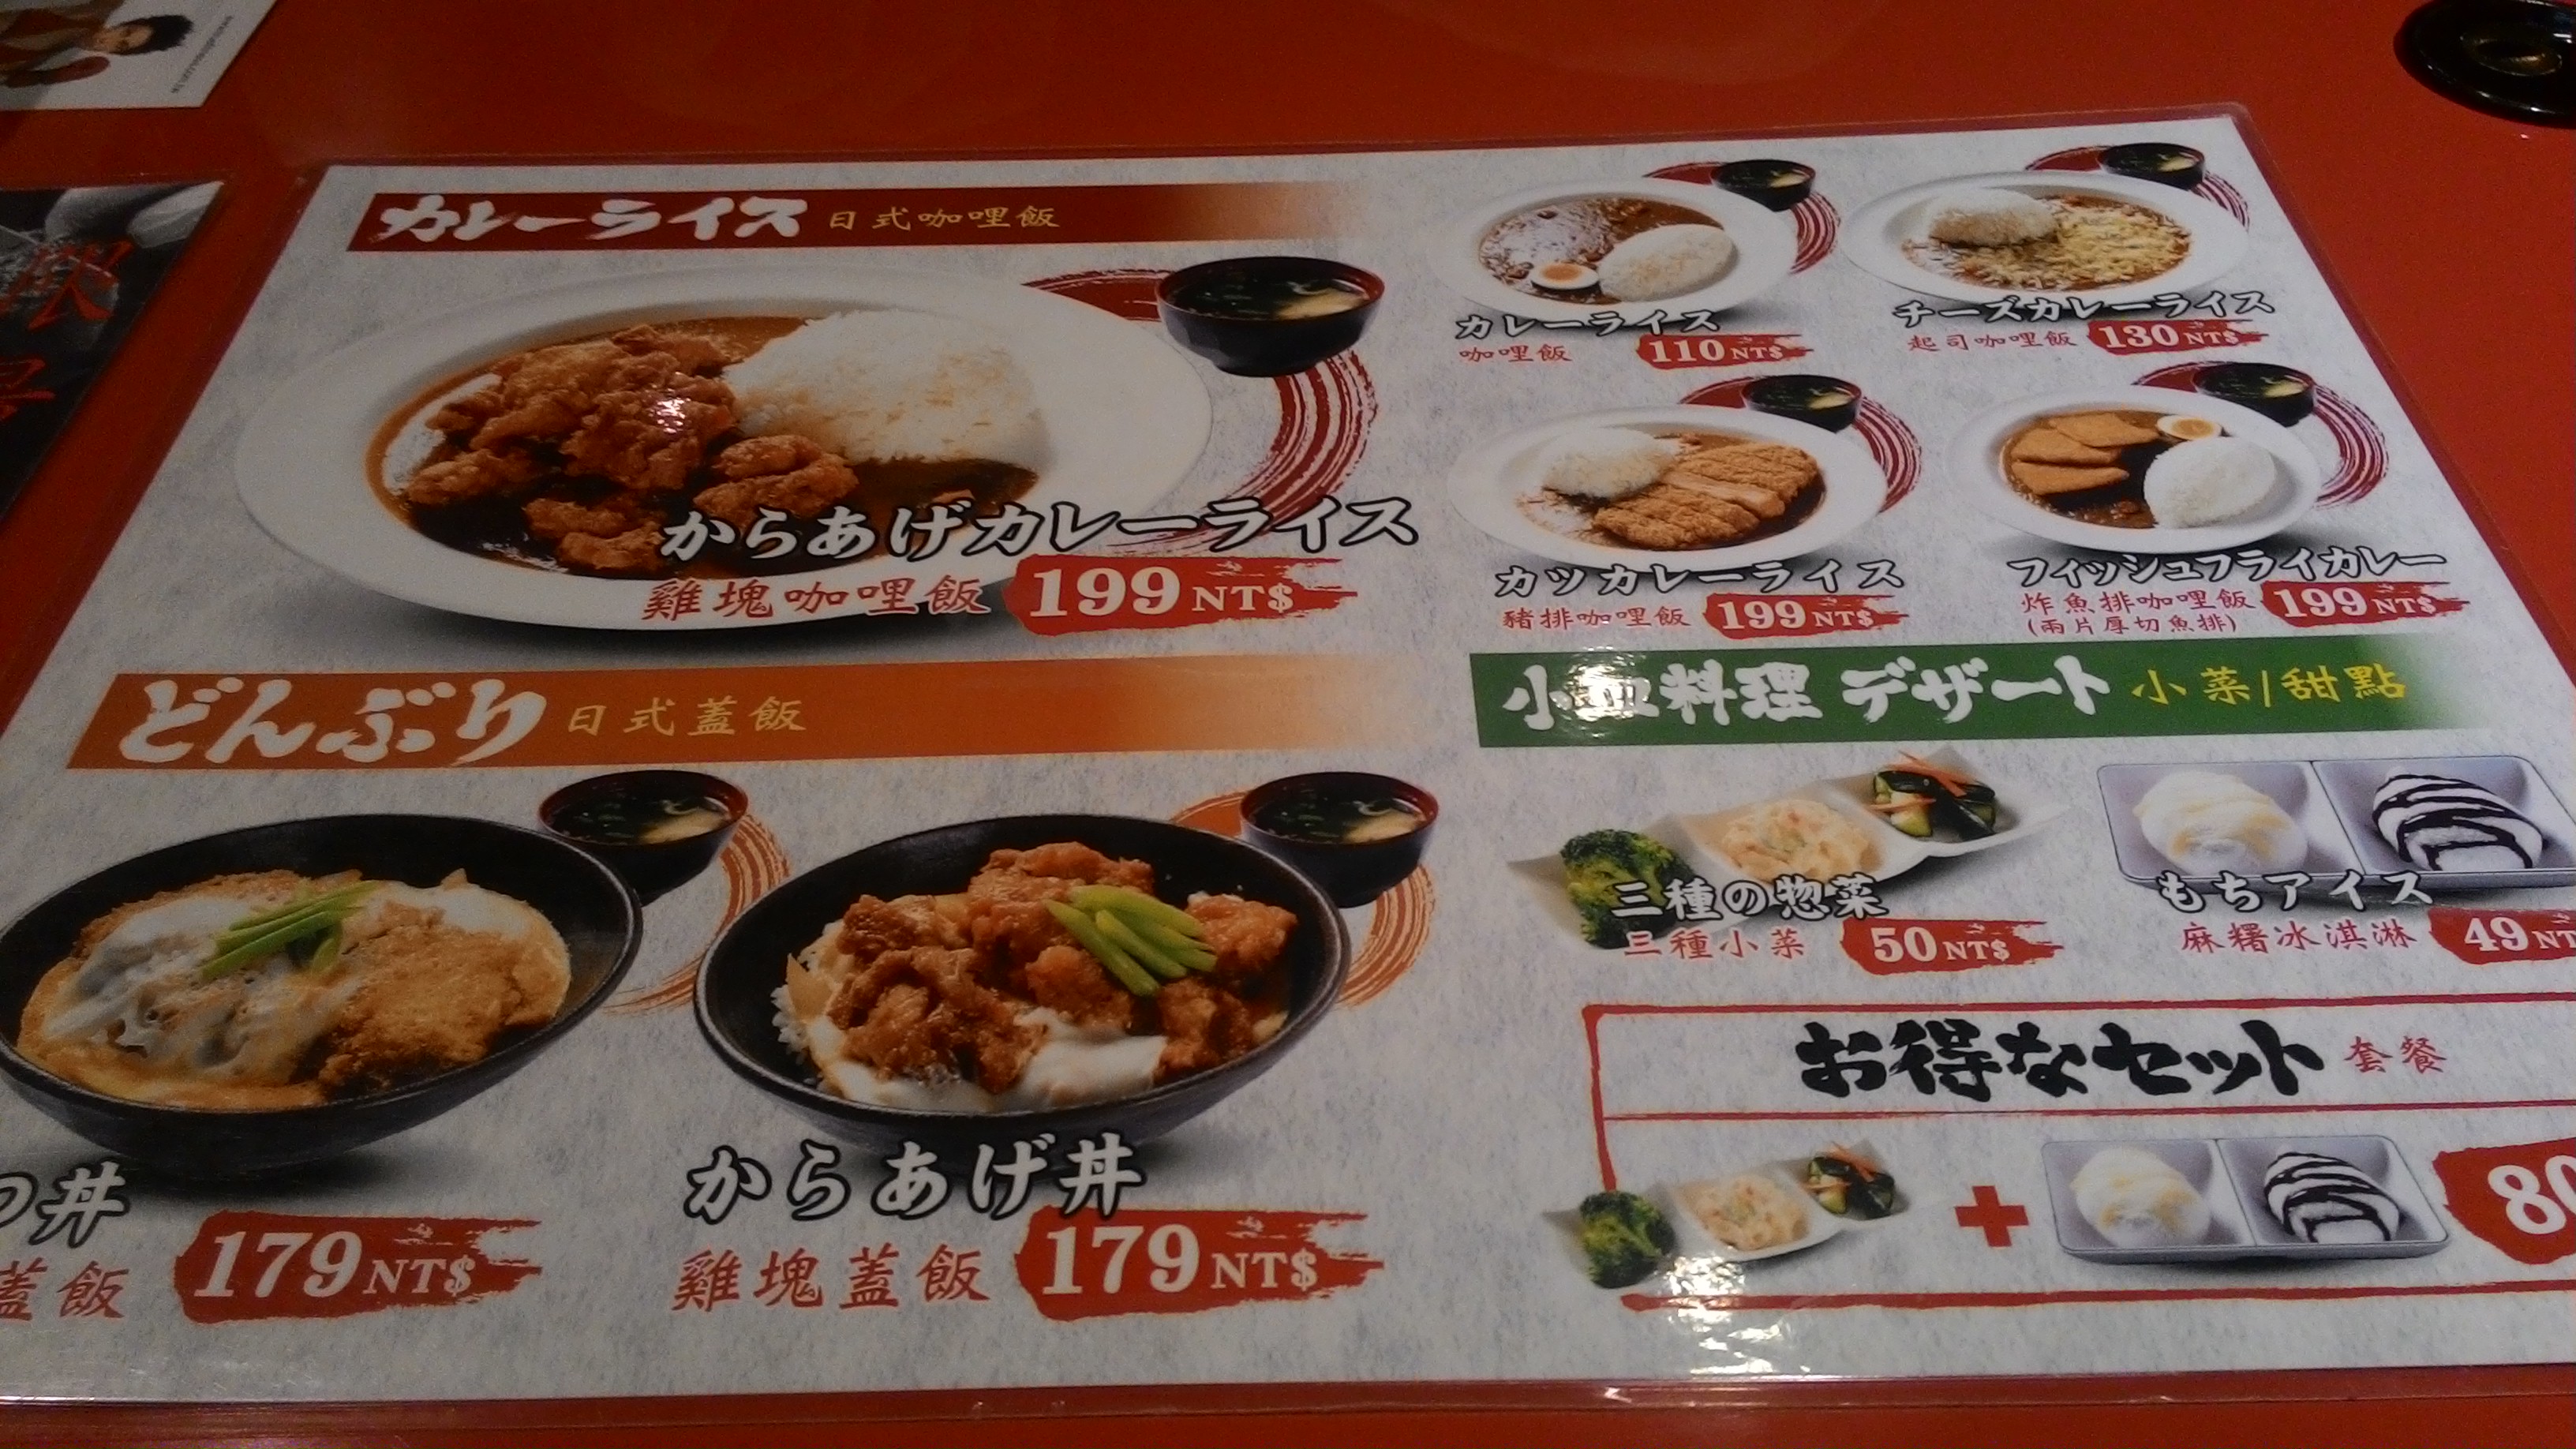 カレーライス 日式咖哩飯
からあげカレーライス
雞塊咖哩飯 199NT$
カレーライス
咖哩飯 110NT$
チーズカレーライス
起司咖哩飯 130NT$
カツカレーライス
豬排咖哩飯 199NT$
フィッシュフライカレー
炸魚排咖哩飯 199NT$
(兩片厚切魚排)
どんぶり 日式蓋飯
丼
蓋飯 179NT$
からあげ丼
雞塊蓋飯 179NT$
小皿料理 デザート 小菜/甜點
三種の惣菜
三種小菜 50NT$
もちアイス
麻糬冰淇淋 49NT
お得なセット 套餐
+
80